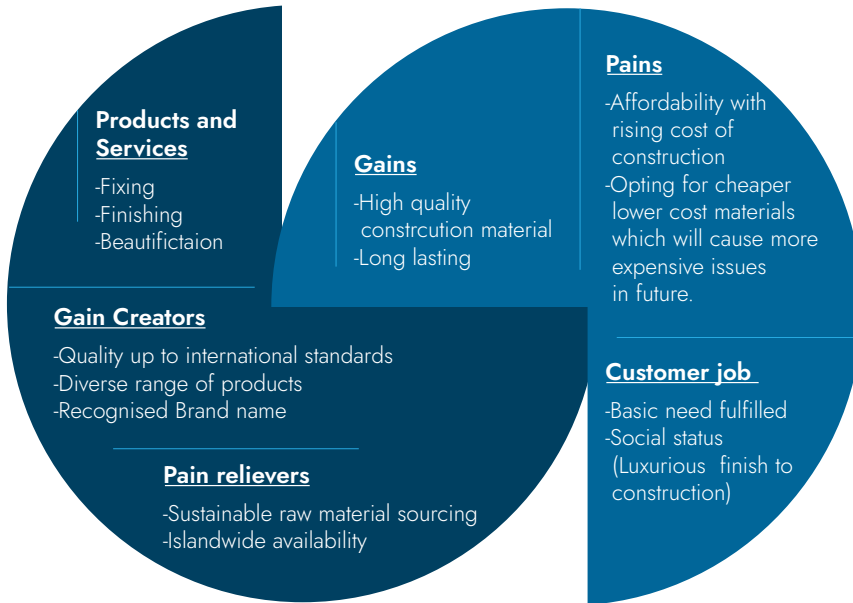 Products and
Services
-Fixing
-Finishing
-Beautifictaion
Gain Creators
-Quality up to international standards
-Diverse range of products
-Recognised Brand name
Pain relievers
-Sustainable raw material sourcing
-Islandwide availability
Gains
-High quality
constrcution material
-Long lasting
Pains
-Affordability with
rising cost of
construction
-Opting for cheaper
lower cost materials
which will cause more
expensive issues
in future.
Customer job
-Basic need fulfilled
-Social status
(Luxurious finish to
construction)